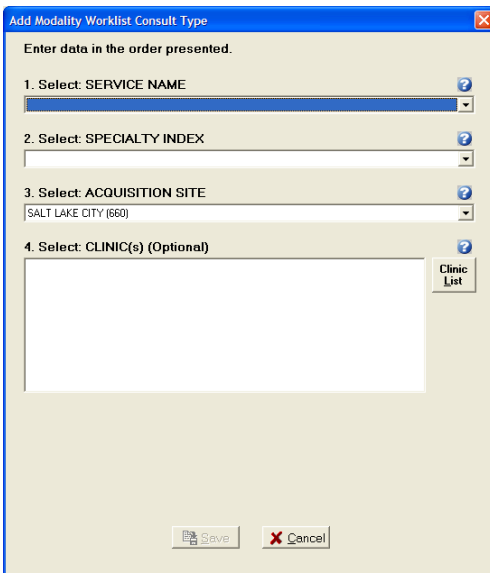 Add Modality Worklist Consult Type
Enter data in the order presented.
1. Select: SERVICE NAME
2. Select: SPECIALTY INDEX
3. Select: ACQUISITION SITE
SALT LAKE CITY (660)
4. Select: CLINIC(s) (Optional)
Clinic
List
Save
Cancel